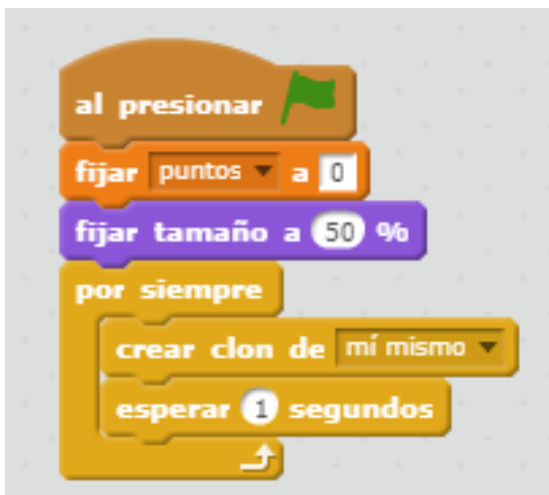 al presionar
fijar puntos a 0
fijar tamaño a 50 %
por siempre
crear clon de mí mismo
esperar 1 segundos